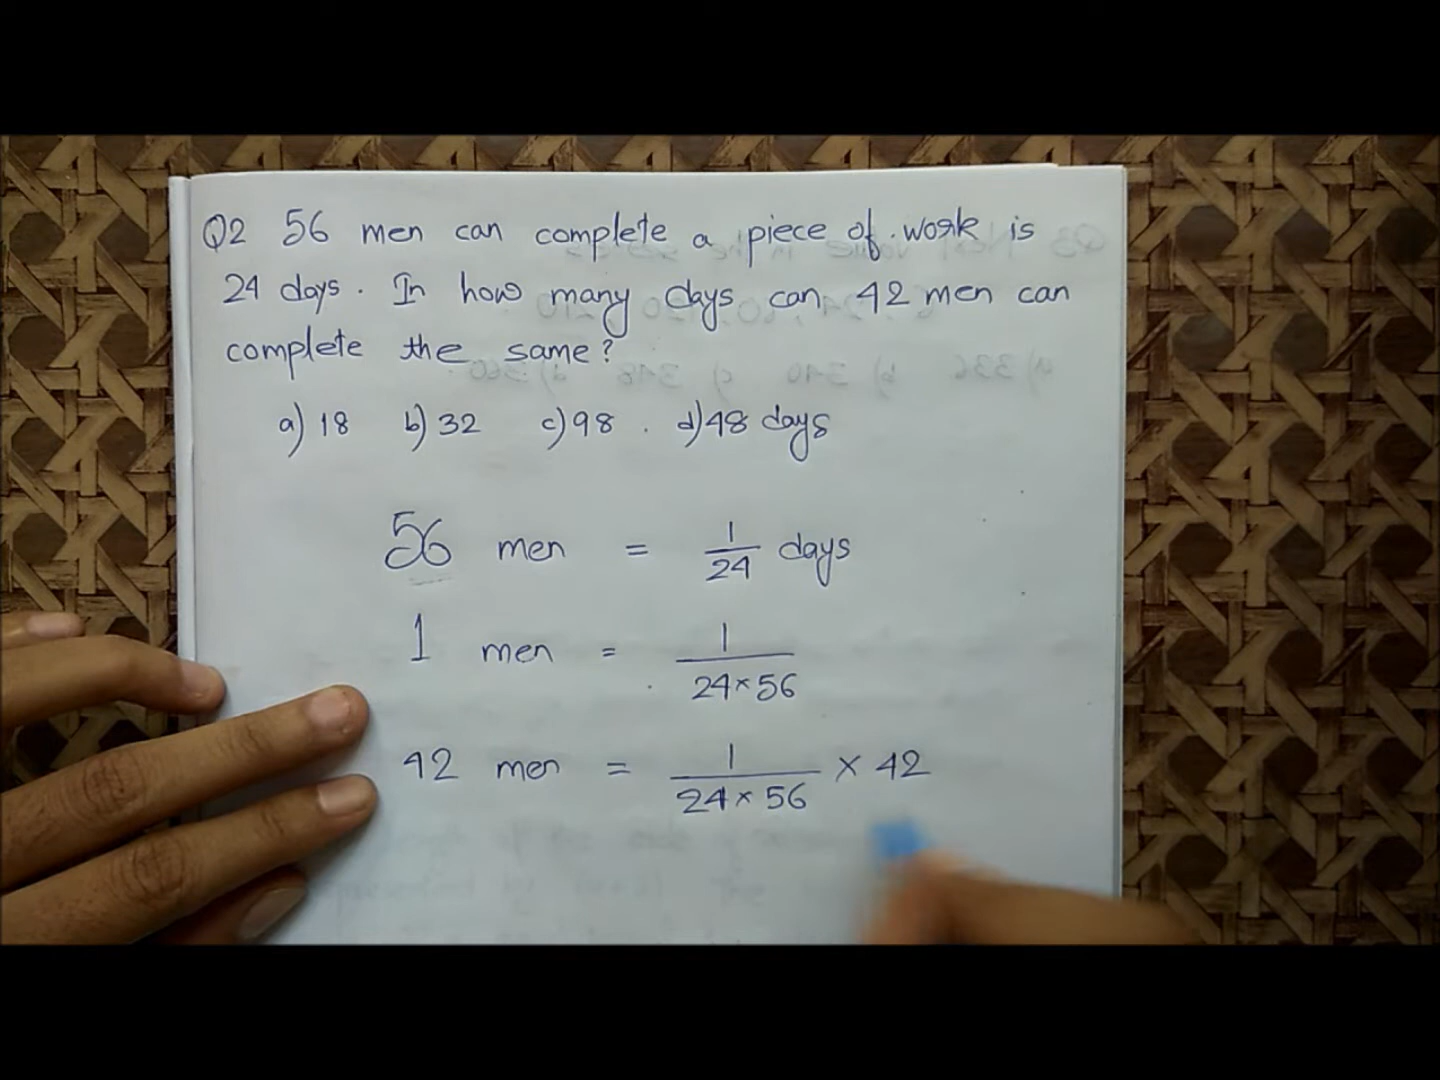 Q2 56 men can complete a piece of work is
24 days. In how many days can 42 men can
complete the same?
a) 18 b) 32 c) 98 d) 48 days
56 men = 1/24 days
1 men = 1/24×56
42 men = 1/24×56 × 42